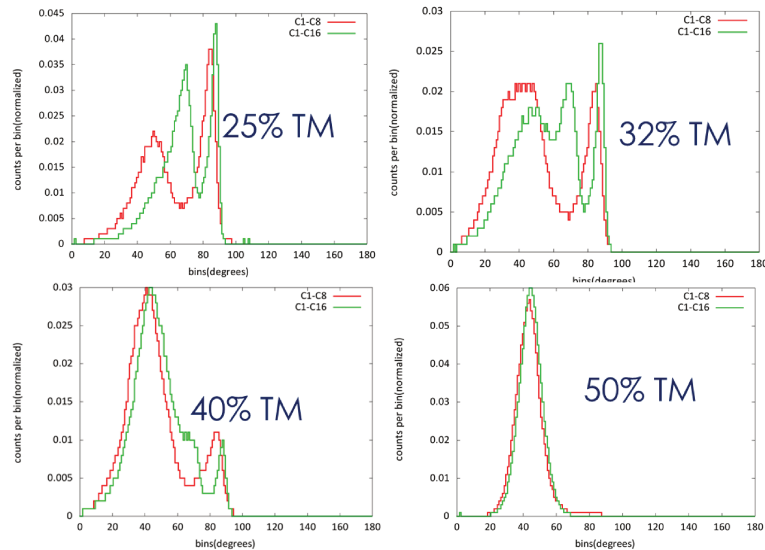 0.045
0.04
0.035
0.03
0.025
0.02
0.015
0.01
0.005
0
counts per bin(normalized)
C1-C8
C1-C16
25% TM
0 20 40 60 80 100 120 140 160 180
bins(degrees)
0.03
0.025
0.02
0.015
0.01
0.005
0
counts per bin(normalized)
C1-C8
C1-C16
32% TM
0 20 40 60 80 100 120 140 160 180
bins(degrees)
0.03
0.025
0.02
0.015
0.01
0.005
0
counts per bin(normalized)
C1-C8
C1-C16
40% TM
0 20 40 60 80 100 120 140 160 180
bins(degrees)
0.06
0.05
0.04
0.03
0.02
0.01
0
counts per bin(normalized)
C1-C8
C1-C16
50% TM
0 20 40 60 80 100 120 140 160 180
bins(degrees)